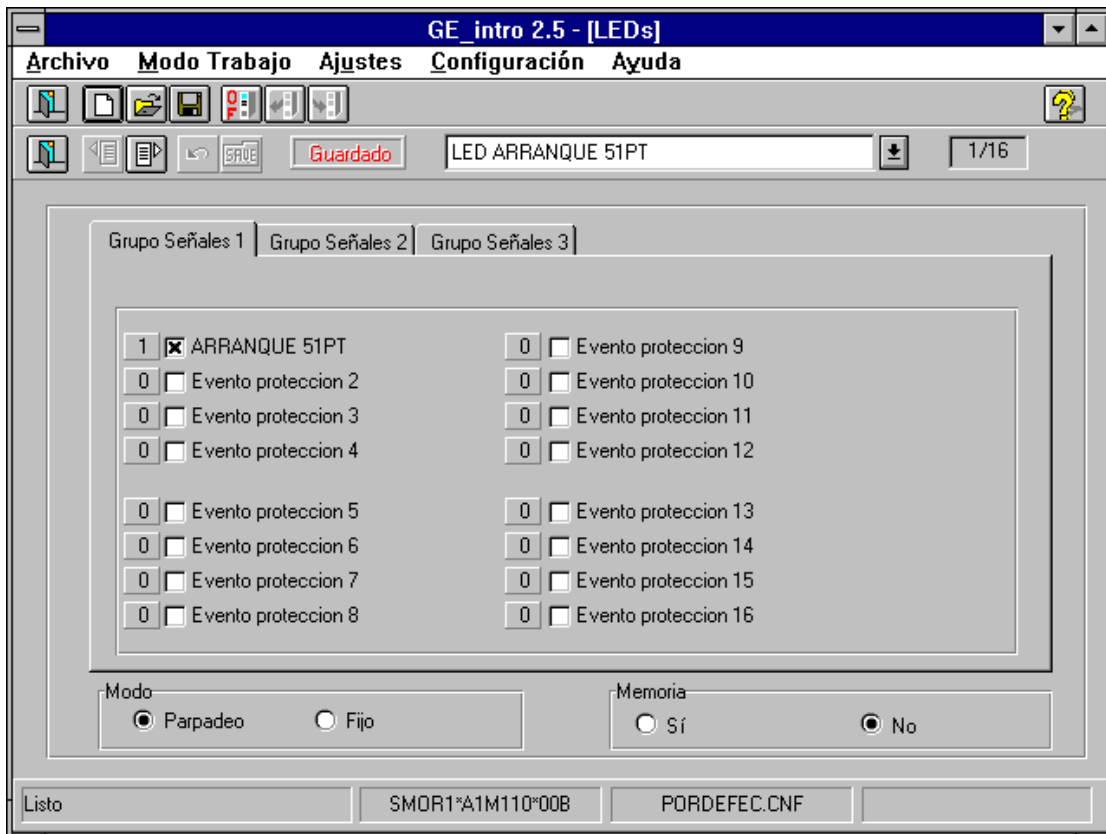 GE_intro 2.5 - [LEDs]
Archivo Modo Trabajo Ajustes Configuración Ayuda
SAVE Guardado LED ARRANQUE 51PT 1/16
Grupo Señales 1 Grupo Señales 2 Grupo Señales 3
1 ARRANQUE 51PT 0 Evento proteccion 9
0 Evento proteccion 2 0 Evento proteccion 10
0 Evento proteccion 3 0 Evento proteccion 11
0 Evento proteccion 4 0 Evento proteccion 12
0 Evento proteccion 5 0 Evento proteccion 13
0 Evento proteccion 6 0 Evento proteccion 14
0 Evento proteccion 7 0 Evento proteccion 15
0 Evento proteccion 8 0 Evento proteccion 16
Modo Memoria
Parpadeo Fijo Sí No
Listo SMOR1*A1M110*00B PORDEFEC.CNF